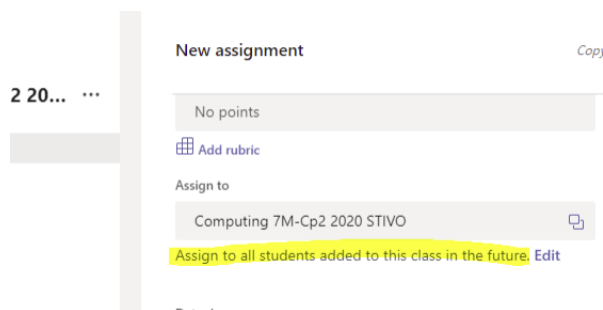 New assignment
Copy
2 20... ...
No points
Add rubric
Assign to
Computing 7M-Cp2 2020 STIVO
Assign to all students added to this class in the future. Edit